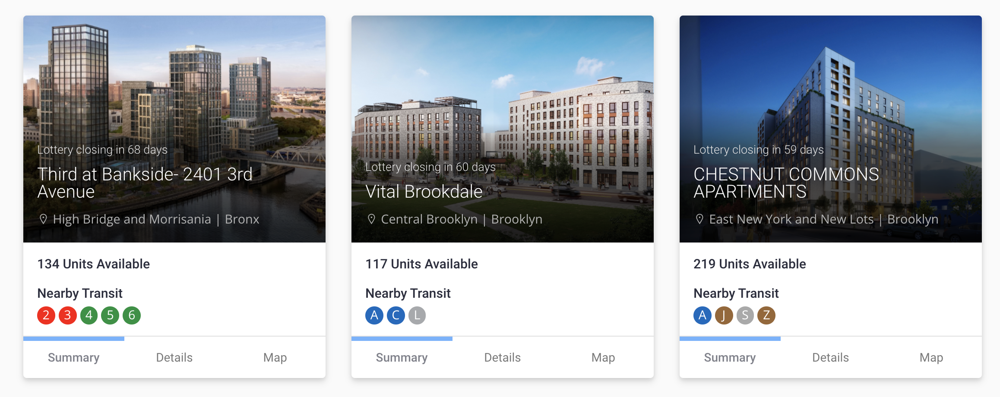 Lottery closing in 68 days
Third at Bankside- 2401 3rd
Avenue
High Bridge and Morrisania | Bronx
134 Units Available
Nearby Transit
2 3 4 5 6
Summary Details Map
Lottery closing in 60 days
Vital Brookdale
Central Brooklyn | Brooklyn
117 Units Available
Nearby Transit
A C L
Summary Details Map
Lottery closing in 59 days
CHESTNUT COMMONS
APARTMENTS
East New York and New Lots | Brooklyn
219 Units Available
Nearby Transit
A J S Z
Summary Details Map